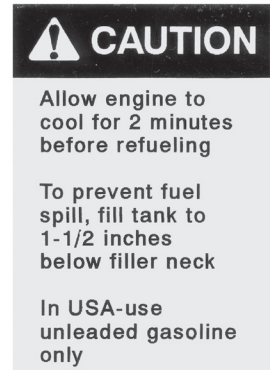 CAUTION
Allow engine to
cool for 2 minutes
before refueling
To prevent fuel
spill, fill tank to
1-1/2 inches
below filler neck
In USA-use
unleaded gasoline
only